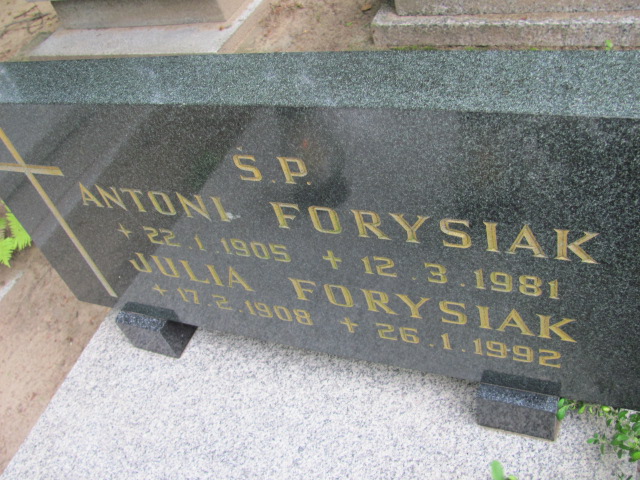 S.P.
ANTONI FORYSIAK
+ 22.1.1905 + 12.3.1981
JULIA FORYSIAK
+ 17.2.1908 + 26.1.1992